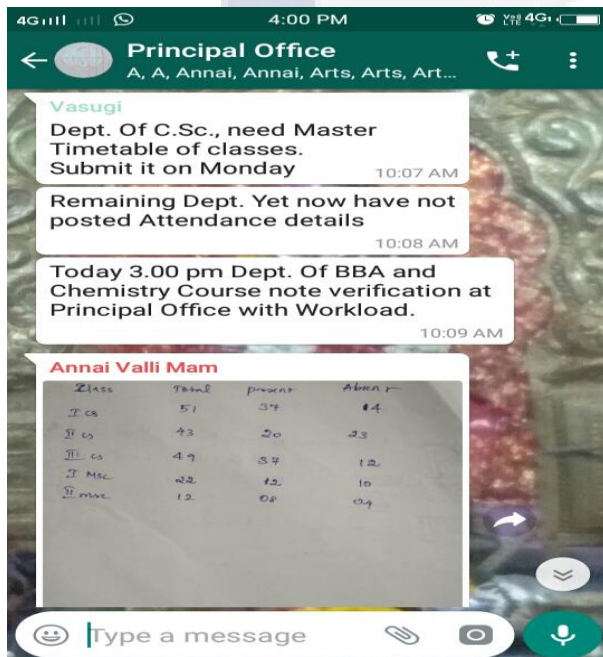 4G 4:00 PM VoLTE 4G
Principal Office
A, A, Annai, Annai, Arts, Arts, Art...
Vasugi
Dept. Of C.Sc., need Master
Timetable of classes.
Submit it on Monday 10:07 AM
Remaining Dept. Yet now have not
posted Attendance details
10:08 AM
Today 3.00 pm Dept. Of BBA and
Chemistry Course note verification at
Principal Office with Workload.
10:09 AM
Annai Valli Mam
Class Total present Absent
I CS 51 37 14
II CS 43 20 23
III CS 49 37 12
I MSc 22 12 10
II msc 12 08 04
Type a message